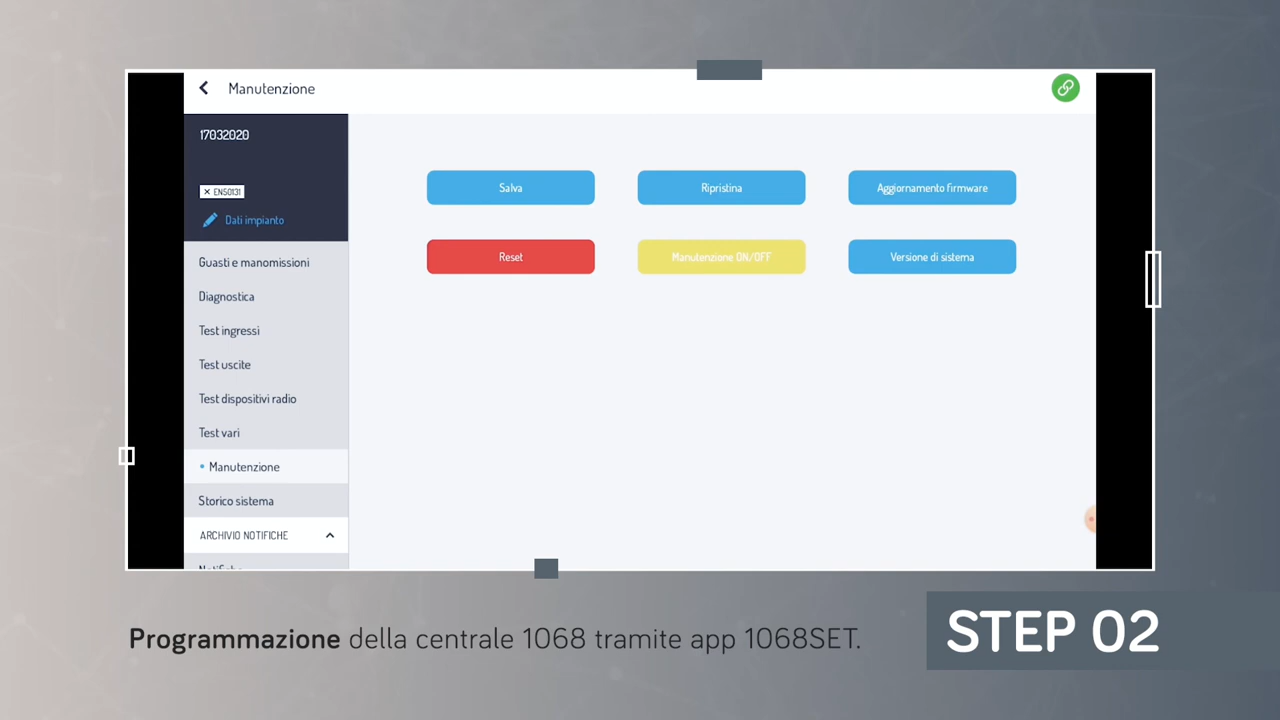 Manutenzione
17032020
× EN50131
Dati impianto
Guasti e manomissioni
Diagnostica
Test ingressi
Test uscite
Test dispositivi radio
Test vari
• Manutenzione
Storico sistema
ARCHIVIO NOTIFICHE
Salva
Ripristina
Aggiornamento firmware
Reset
Manutenzione ON/OFF
Versione di sistema
Programmazione della centrale 1068 tramite app 1068SET.
STEP 02